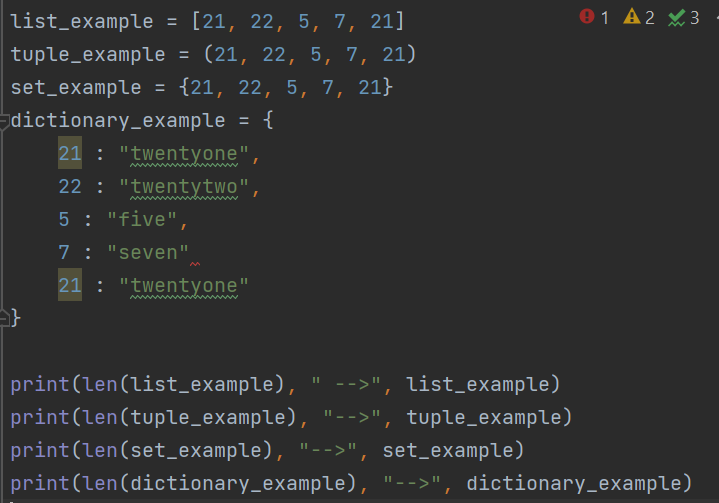 list_example = [21, 22, 5, 7, 21]
1 2 3
tuple_example = (21, 22, 5, 7, 21)
set_example = {21, 22, 5, 7, 21}
dictionary_example = {
    21 : "twentyone",
    22 : "twentytwo",
    5 : "five",
    7 : "seven"
    21 : "twentyone"
}
print(len(list_example), " -->", list_example)
print(len(tuple_example), "-->", tuple_example)
print(len(set_example), "-->", set_example)
print(len(dictionary_example), "-->", dictionary_example)